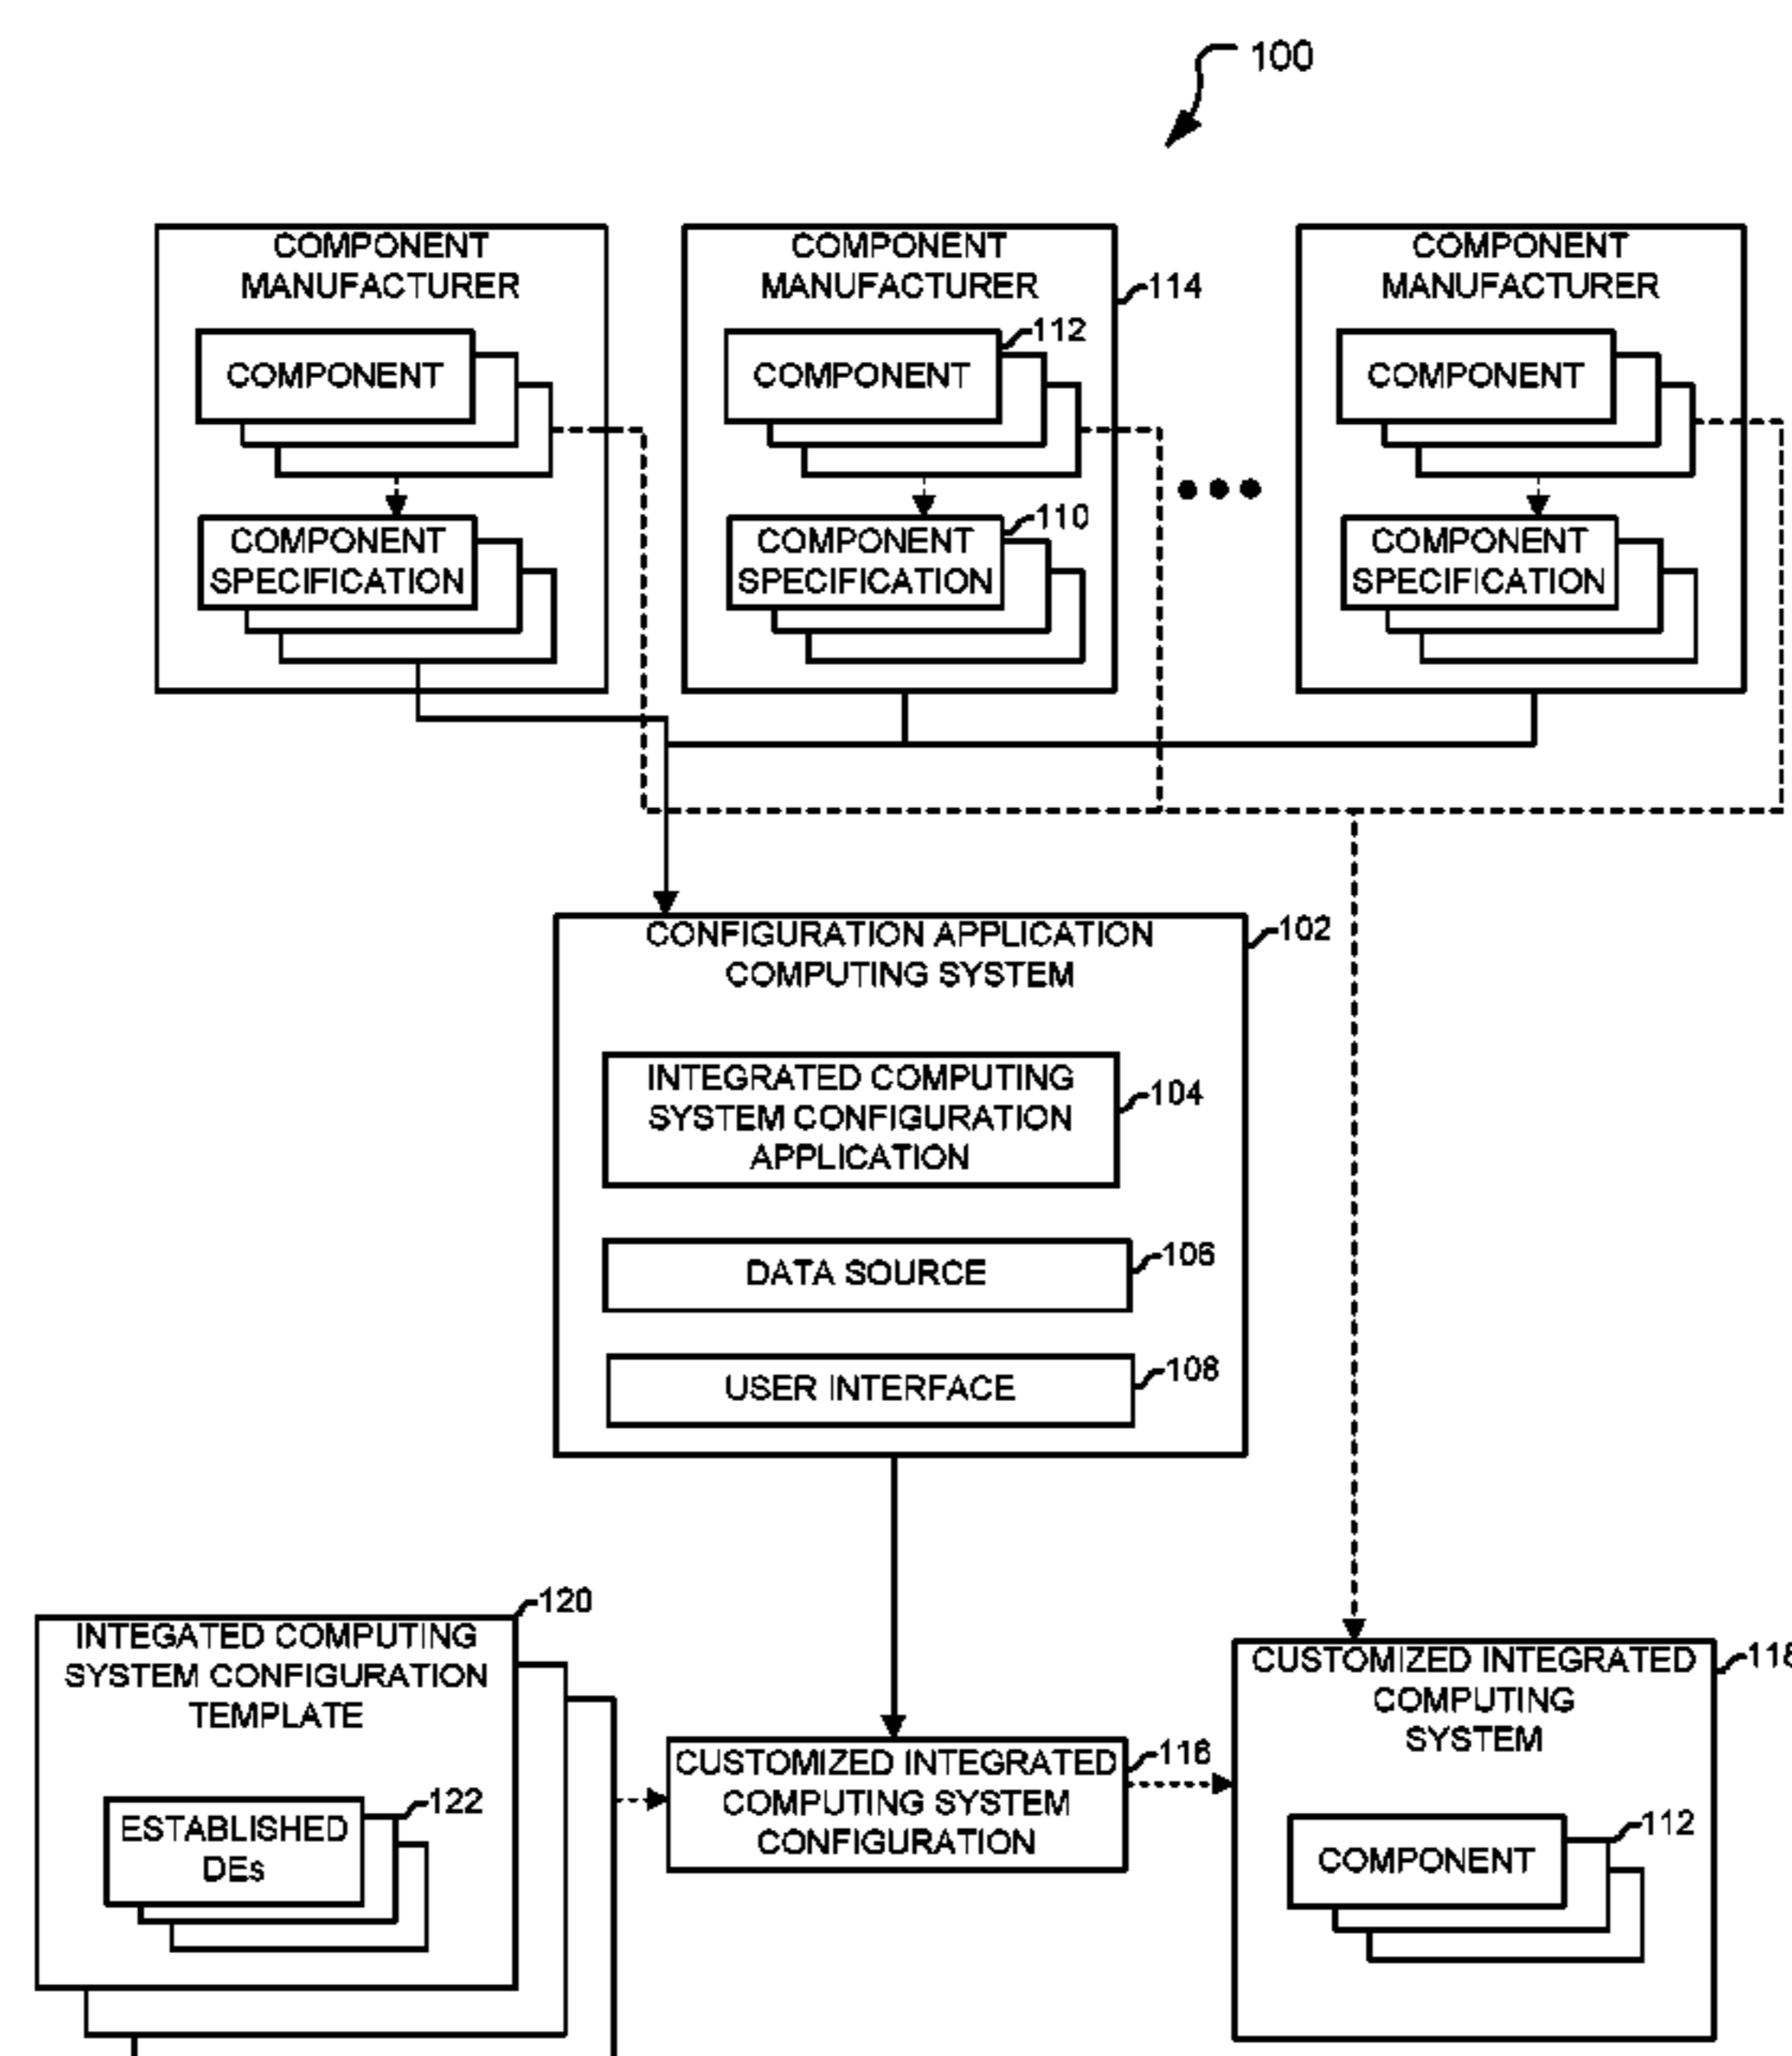 100
COMPONENT
MANUFACTURER
COMPONENT
COMPONENT
SPECIFICATION
COMPONENT
MANUFACTURER
114
112
COMPONENT
110
COMPONENT
SPECIFICATION
COMPONENT
MANUFACTURER
COMPONENT
COMPONENT
SPECIFICATION
CONFIGURATION APPLICATION
COMPUTING SYSTEM
102
INTEGRATED COMPUTING
SYSTEM CONFIGURATION
APPLICATION
104
DATA SOURCE
106
USER INTERFACE
108
120
INTEGATED COMPUTING
SYSTEM CONFIGURATION
TEMPLATE
122
ESTABLISHED
DEs
CUSTOMIZED INTEGRATED
COMPUTING SYSTEM
CONFIGURATION
116
CUSTOMIZED INTEGRATED
COMPUTING
SYSTEM
118
112
COMPONENT